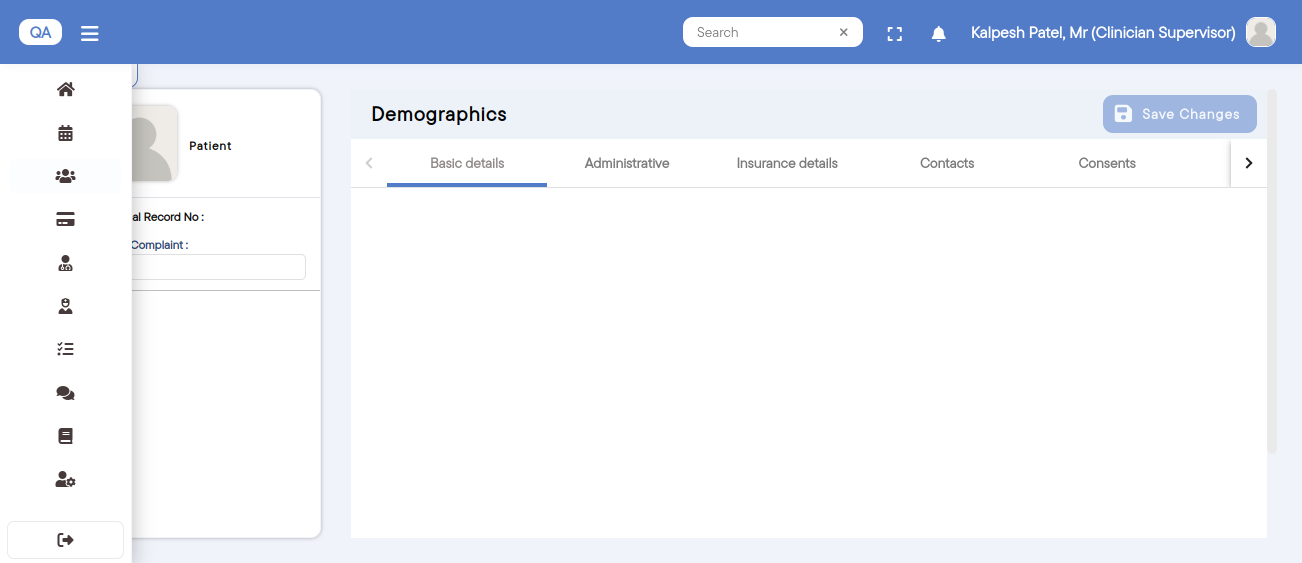 QA
Search
Kalpesh Patel, Mr (Clinician Supervisor)
Patient
al Record No :
Complaint :
Demographics
Save Changes
Basic details
Administrative
Insurance details
Contacts
Consents